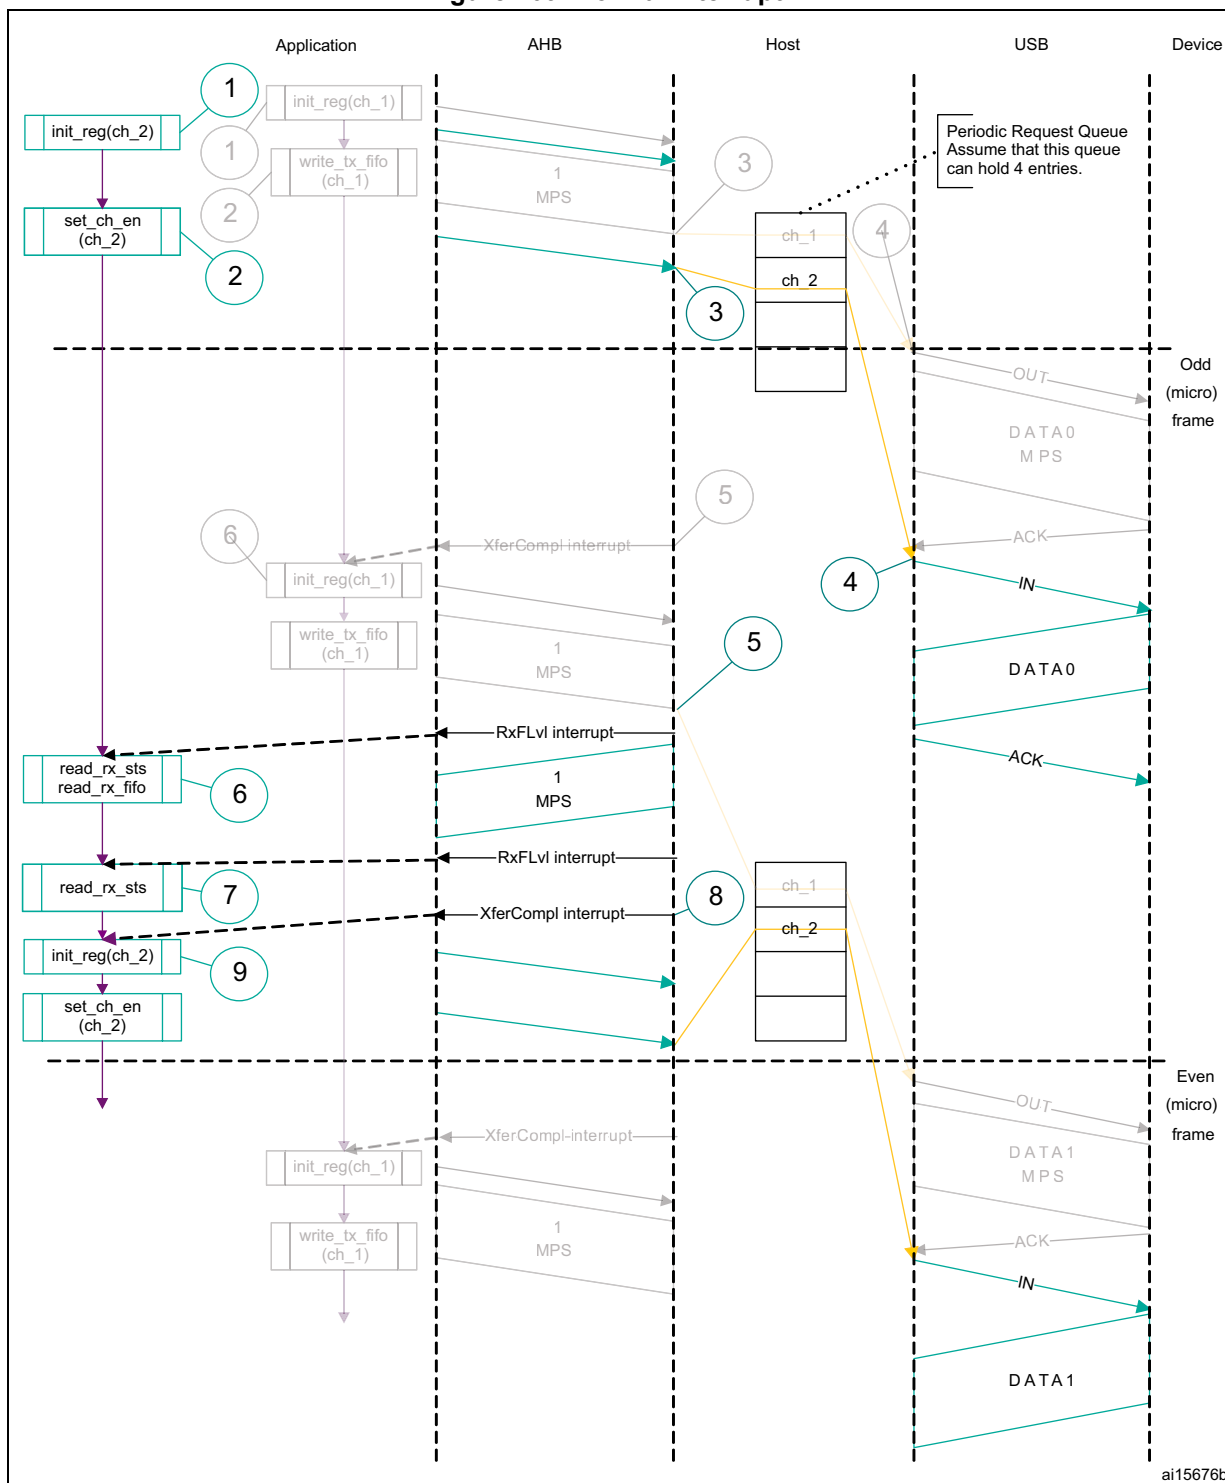 Application
AHB
Host
USB
Device
1
init_reg(ch_1)
init_reg(ch_2)
1
Periodic Request Queue
Assume that this queue
can hold 4 entries.
write_tx_fifo
(ch_1)
1
MPS
3
2
set_ch_en
(ch_2)
2
ch_1
4
ch_2
3
Odd
(micro)
frame
OUT
DATA0
MPS
5
6
XferCompl interrupt
ACK
init_reg(ch_1)
4
IN
write_tx_fifo
(ch_1)
1
MPS
5
DATA0
RxFLvl interrupt
read_rx_sts
read_rx_fifo
6
1
MPS
ACK
RxFLvl interrupt
read_rx_sts
7
8
ch_1
XferCompl interrupt
ch_2
init_reg(ch_2)
9
set_ch_en
(ch_2)
Even
(micro)
frame
OUT
XferCompl-interrupt
init_reg(ch_1)
DATA1
MPS
write_tx_fifo
(ch_1)
1
MPS
ACK
IN
DATA1
ai15676b